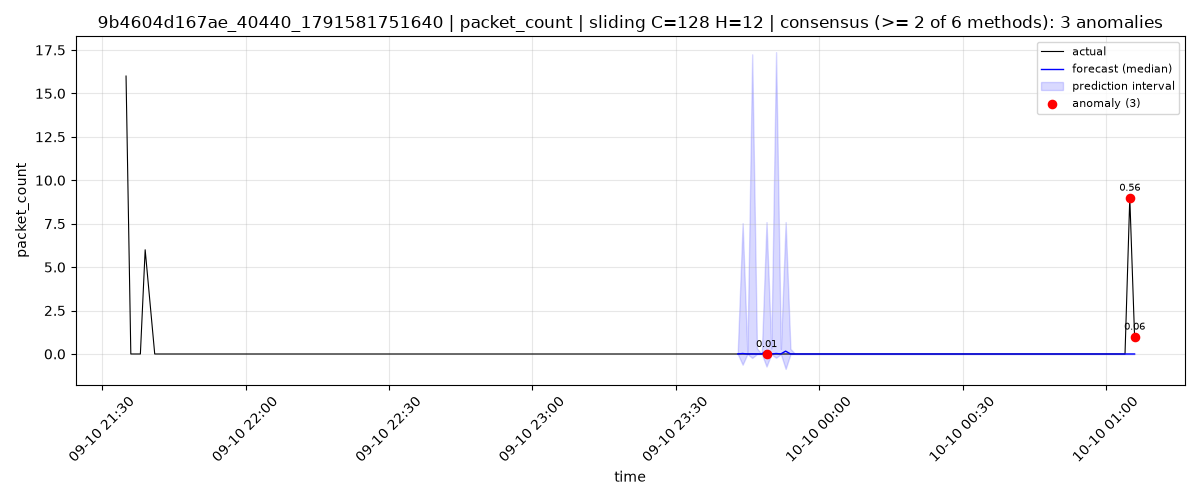 9b4604d167ae_40440_1791581751640 | packet_count | sliding C=128 H=12 | consensus (>= 2 of 6 methods): 3 anomalies
actual
forecast (median)
prediction interval
anomaly (3)
17.5
15.0
12.5
10.0
7.5
5.0
2.5
0.0
packet_count
0.01
0.56
0.06
09-10 21:30
09-10 22:00
09-10 22:30
09-10 23:00
09-10 23:30
10-10 00:00
10-10 00:30
10-10 01:00
time